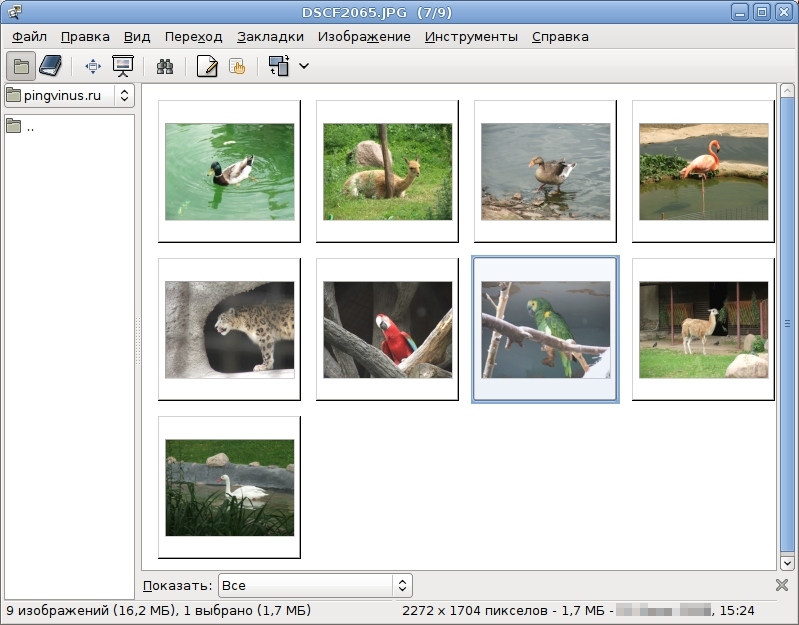 DSCF2065.JPG (7/9)
Файл Правка Вид Переход Закладки Изображение Инструменты Справка
pingvinus.ru
..
Показать: Все
9 изображений (16,2 МБ), 1 выбрано (1,7 МБ) 2272 x 1704 пикселов - 1,7 МБ - , 15:24